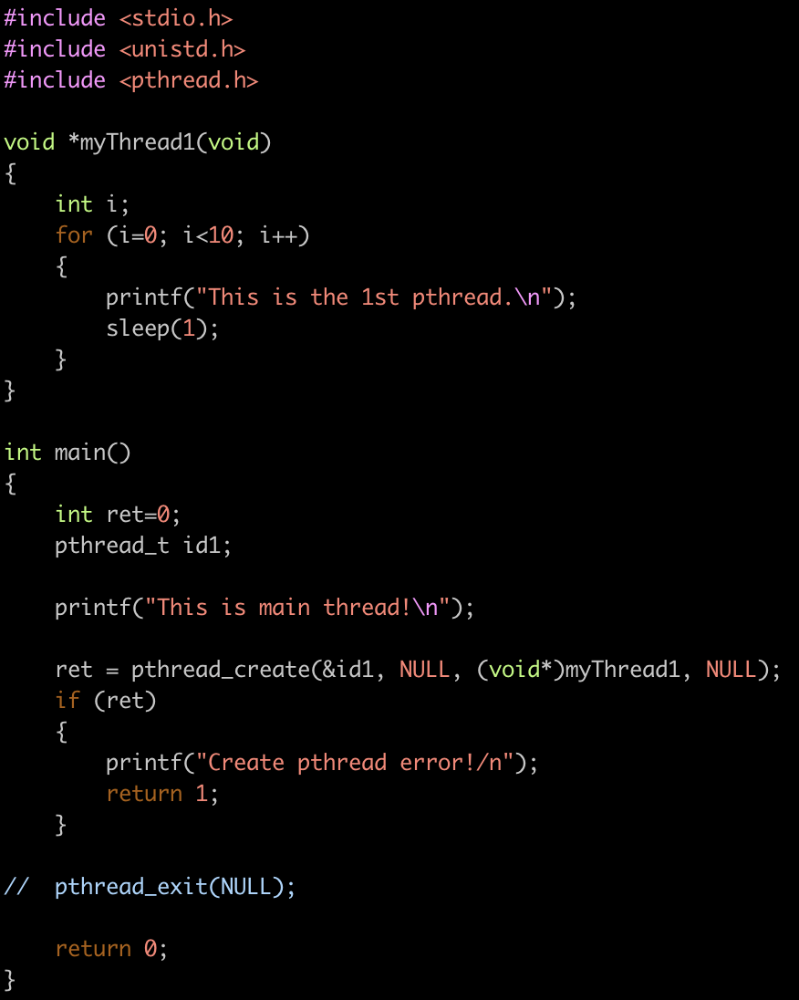 #include <stdio.h>
#include <unistd.h>
#include <pthread.h>

void *myThread1(void)
{
    int i;
    for (i=0; i<10; i++)
    {
        printf("This is the 1st pthread.\n");
        sleep(1);
    }
}

int main()
{
    int ret=0;
    pthread_t id1;

    printf("This is main thread!\n");

    ret = pthread_create(&id1, NULL, (void*)myThread1, NULL);
    if (ret)
    {
        printf("Create pthread error!/n");
        return 1;
    }

//  pthread_exit(NULL);

    return 0;
}